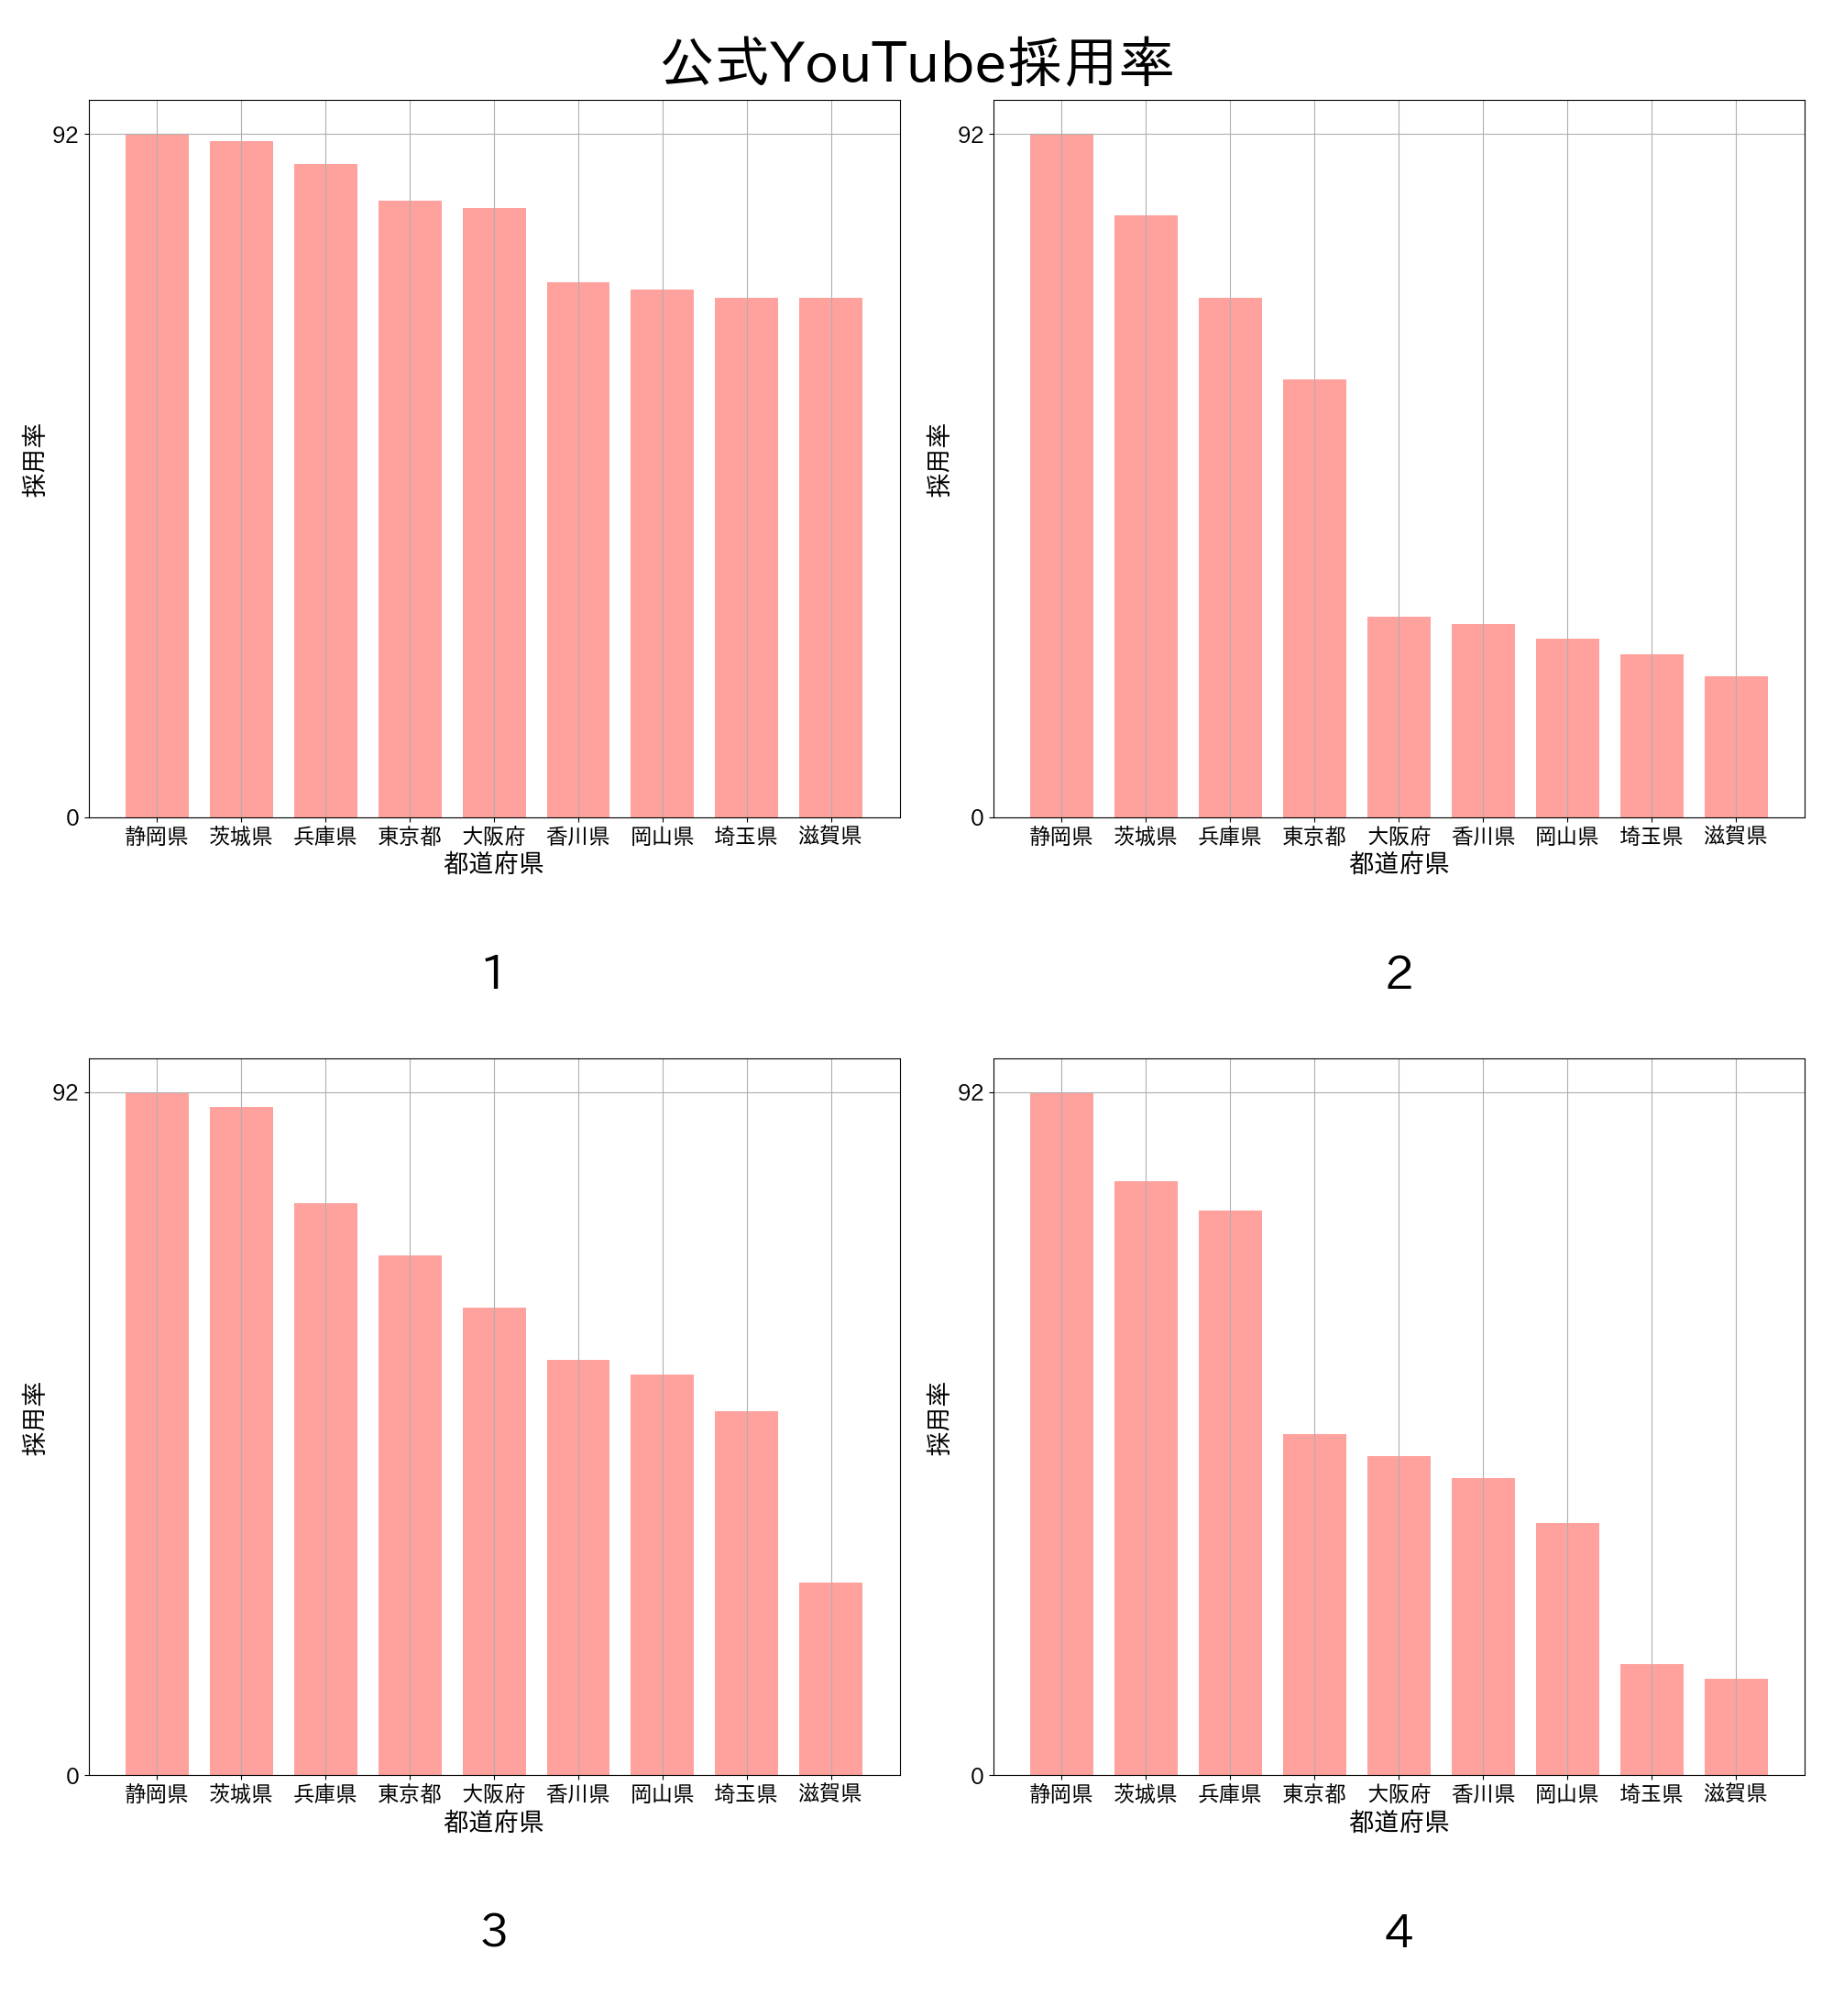 公式YouTube採用率
92
0
採用率
静岡県 茨城県 兵庫県 東京都 大阪府 香川県 岡山県 埼玉県 滋賀県
都道府県
1
92
0
採用率
静岡県 茨城県 兵庫県 東京都 大阪府 香川県 岡山県 埼玉県 滋賀県
都道府県
2
92
0
採用率
静岡県 茨城県 兵庫県 東京都 大阪府 香川県 岡山県 埼玉県 滋賀県
都道府県
3
92
0
採用率
静岡県 茨城県 兵庫県 東京都 大阪府 香川県 岡山県 埼玉県 滋賀県
都道府県
4